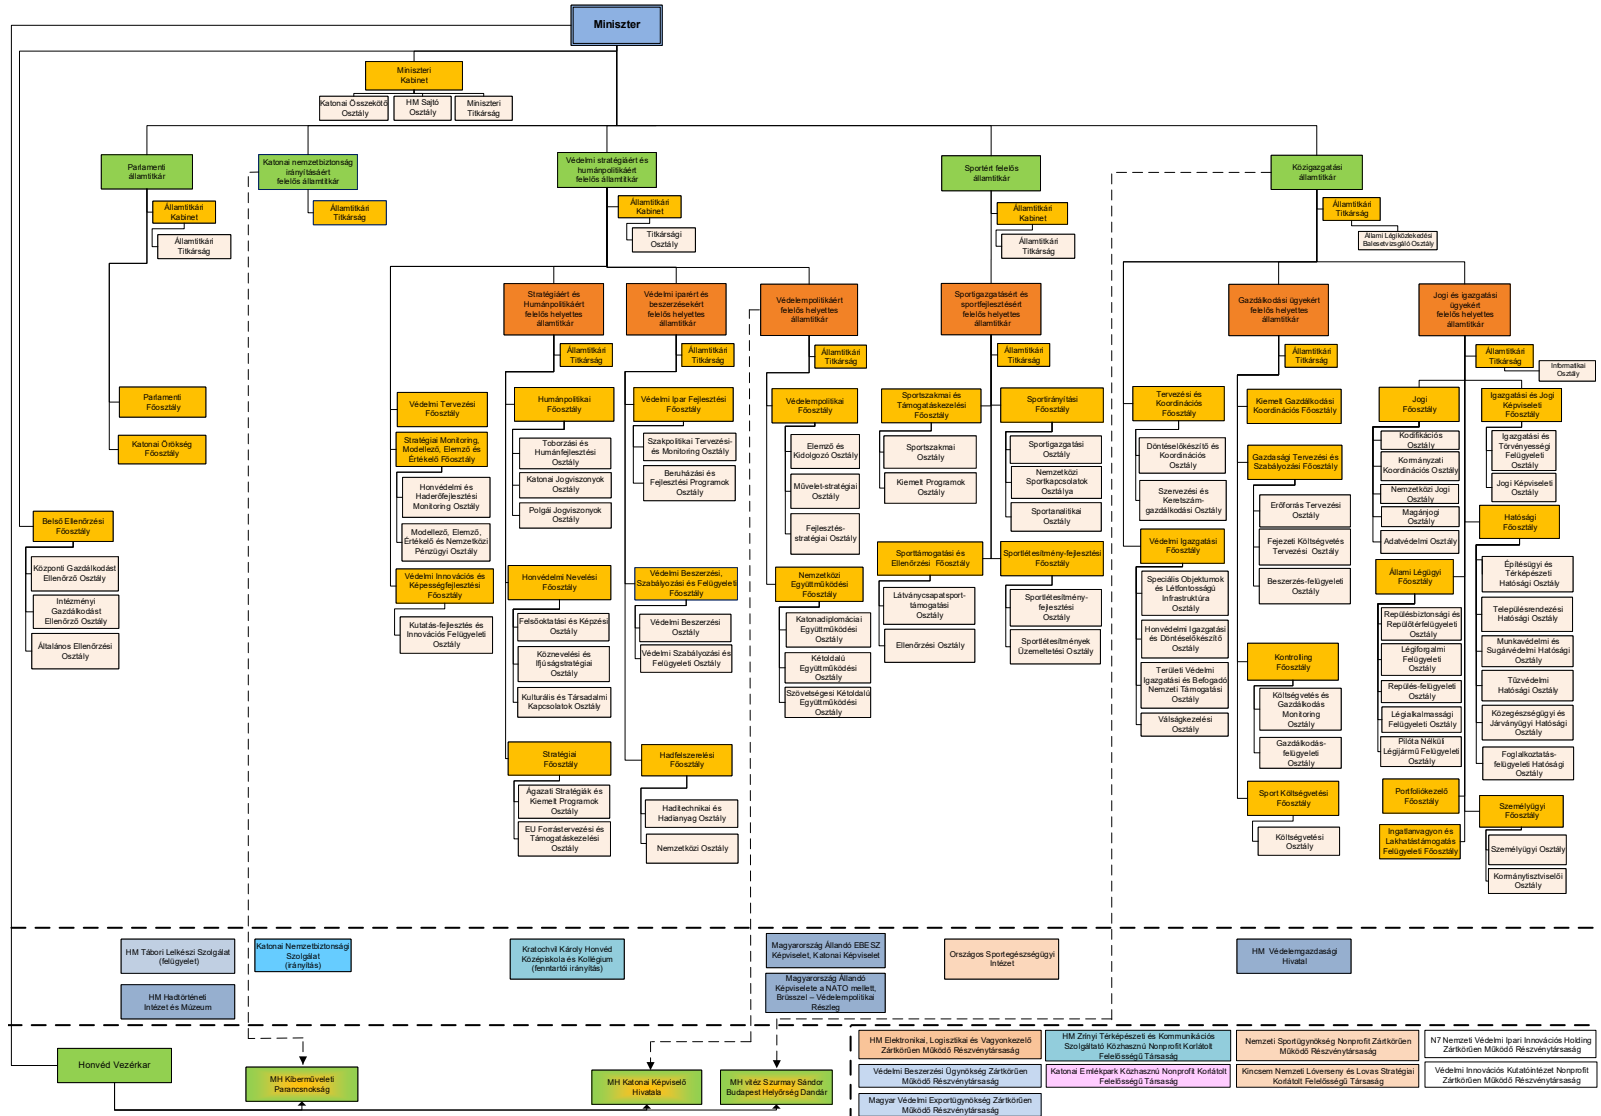 Miniszter
Miniszteri
Kabinet
Katonai Összekötő
Osztály
HM Sajtó
Osztály
Miniszteri
Titkárság
Parlamenti
államtitkár
Államtitkári
Kabinet
Államtitkári
Titkárság
Parlamenti
Főosztály
Katonai Örökség
Főosztály
Belső Ellenőrzési
Főosztály
Központi Gazdálkodást
Ellenőrző Osztály
Intézményi
Gazdálkodást
Ellenőrző Osztály
Általános Ellenőrzési
Osztály
Katonai nemzetbiztonság
irányításáért
felelős államtitkár
Államtitkári
Titkárság
Védelmi stratégiáért és
humánpolitikáért
felelős államtitkár
Államtitkári
Kabinet
Titkársági
Osztály
Védelmi Tervezési
Főosztály
Stratégiai Monitoring,
Modellező, Elemző és
Értékelő Főosztály
Honvédelmi és
Haderőfejlesztési
Monitoring Osztály
Modellező, Elemző,
Értékelő és Nemzetközi
Pénzügyi Osztály
Védelmi Innovációs és
Képességfejlesztési
Főosztály
Kutatás-fejlesztés és
Innovációs Felügyeleti
Osztály
Stratégiáért és
Humánpolitikáért
felelős helyettes
államtitkár
Államtitkári
Titkárság
Humánpolitikai
Főosztály
Toborzási és
Humánfejlesztési
Osztály
Katonai Jogviszonyok
Osztály
Polgái Jogviszonyok
Osztály
Honvédelmi Nevelési
Főosztály
Felsőoktatási és Képzési
Osztály
Köznevelési és
Ifjúságstratégiai
Osztály
Kulturális és Társadalmi
Kapcsolatok Osztály
Stratégiai
Főosztály
Ágazati Stratégiák és
Kiemelt Programok
Osztály
EU Forrástervezési és
Támogatáskezelési
Osztály
Védelmi iparért és
beszerzésekért
felelős helyettes
államtitkár
Államtitkári
Titkárság
Védelmi Ipar Fejlesztési
Főosztály
Szakpolitikai Tervezési-
és Monitoring Osztály
Beruházási és
Fejlesztési Programok
Osztály
Védelmi Beszerzési,
Szabályozási és Felügyeleti
Főosztály
Védelmi Beszerzési
Osztály
Védelmi Szabályozási és
Felügyeleti Osztály
Hadfelszerelési
Főosztály
Haditechnikai és
Hadianyag Osztály
Nemzetközi Osztály
Védelempolitikáért
felelős helyettes
államtitkár
Államtitkári
Titkárság
Védelempolitikai
Főosztály
Elemző és
Kidolgozó Osztály
Művelet-stratégiai
Osztály
Fejlesztés-
stratégiai Osztály
Nemzetközi
Együttműködési
Főosztály
Katonadiplomáciai
Együttműködési
Osztály
Kétoldalú
Együttműködési
Osztály
Szövetségesi Kétoldalú
Együttműködési
Osztály
Sportért felelős
államtitkár
Államtitkári
Kabinet
Államtitkári
Titkárság
Sportigazgatásért és
sportfejlesztésért
felelős helyettes
államtitkár
Államtitkári
Titkárság
Sportszakmai és
Támogatáskezelési
Főosztály
Sportszakmai
Osztály
Kiemelt Programok
Osztály
Sporttámogatási és
Ellenőrzési Főosztály
Látványcsapatsport-
támogatási
Osztály
Ellenőrzési Osztály
Sportirányítási
Főosztály
Sportigazgatási
Osztály
Nemzetközi
Sportkapcsolatok
Osztálya
Sportanalitikai
Osztály
Sportlétesítmény-fejlesztési
Főosztály
Sportlétesítmény-
fejlesztési
Osztály
Sportlétesítmények
Üzemeltetési Osztály
Közigazgatási
államtitkár
Államtitkári
Titkárság
Állami Légiközlekedési
Balesetvizsgáló Osztály
Tervezési és
Koordinációs
Főosztály
Döntéselőkészítő és
Koordinációs
Osztály
Szervezési és
Keretszám-
gazdálkodási Osztály
Védelmi Igazgatási
Főosztály
Speciális Objektumok
és Létfontosságú
Infrastruktúra
Osztály
Honvédelmi Igazgatási
és Döntéselőkészítő
Osztály
Területi Védelmi
Igazgatási és Befogadó
Nemzeti Támogatási
Osztály
Válságkezelési
Osztály
Gazdálkodási ügyekért
felelős helyettes
államtitkár
Államtitkári
Titkárság
Kiemelt Gazdálkodási
Koordinációs Főosztály
Gazdasági Tervezési és
Szabályozási Főosztály
Erőforrás Tervezési
Osztály
Fejezeti Költségvetés
Tervezési Osztály
Beszerzés-felügyeleti
Osztály
Kontrolling
Főosztály
Költségvetés és
Gazdálkodás
Monitoring
Osztály
Gazdálkodás-
felügyeleti
Osztály
Sport Költségvetési
Főosztály
Költségvetési
Osztály
Jogi és igazgatási
ügyekért
felelős helyettes
államtitkár
Államtitkári
Titkárság
Informatikai
Osztály
Jogi
Főosztály
Kodifikációs
Osztály
Kormányzati
Koordinációs Osztály
Nemzetközi Jogi
Osztály
Magánjogi
Osztály
Adatvédelmi Osztály
Állami Légügyi
Főosztály
Repülésbiztonsági és
Repülőtérfelügyeleti
Osztály
Légiforgalmi
Felügyeleti
Osztály
Repülés-felügyeleti
Osztály
Légialkalmassági
Felügyeleti Osztály
Pilóta Nélküli
Légijármű Felügyeleti
Osztály
Portfoliókezelő
Főosztály
Ingatlanvagyon és
Lakhatástámogatás
Felügyeleti Főosztály
Igazgatási és Jogi
Képviseleti
Főosztály
Igazgatási és
Törvényességi
Felügyeleti
Osztály
Jogi Képviseleti
Osztály
Hatósági
Főosztály
Építésügyi és
Térképészeti
Hatósági Osztály
Településrendezési
Hatósági Osztály
Munkavédelmi és
Sugárvédelmi Hatósági
Osztály
Tűzvédelmi
Hatósági Osztály
Közegészségügyi és
Járványügyi Hatósági
Osztály
Foglalkoztatás-
felügyeleti Hatósági
Osztály
Személyügyi
Főosztály
Személyügyi Osztály
Kormánytisztviselői
Osztály
HM Tábori Lelkészi Szolgálat
(felügyelet)
HM Hadtörténeti
Intézet és Múzeum
Katonai Nemzetbiztonsági
Szolgálat
(irányítás)
Kratochvil Károly Honvéd
Középiskola és Kollégium
(fenntartói irányítás)
Magyarország Állandó EBESZ
Képviselet, Katonai Képviselet
Magyarország Állandó
Képviselete a NATO mellett,
Brüsszel – Védelempolitikai
Részleg
Országos Sportegészségügyi
Intézet
HM Védelemgazdasági
Hivatal
Honvéd Vezérkar
MH Kiberműveleti
Parancsnokság
MH Katonai Képviselő
Hivatala
MH vitéz Szurmay Sándor
Budapest Helyőrség Dandár
HM Elektronikai, Logisztikai és Vagyonkezelő
Zártkörűen Működő Részvénytársaság
Védelmi Beszerzési Ügynökség Zártkörűen
Működő Részvénytársaság
Magyar Védelmi Exportügynökség Zártkörűen
Működő Részvénytársaság
HM Zrínyi Térképészeti és Kommunikációs
Szolgáltató Közhasznú Nonprofit Korlátolt
Felelősségű Társaság
Katonai Emlékpark Közhasznú Nonprofit Korlátolt
Felelősségű Társaság
Nemzeti Sportügynökség Nonprofit Zártkörűen
Működő Részvénytársaság
Kincsem Nemzeti Lóverseny és Lovas Stratégiai
Korlátolt Felelősségű Társaság
N7 Nemzeti Védelmi Ipari Innovációs Holding
Zártkörűen Működő Részvénytársaság
Védelmi Innovációs Kutatóintézet Nonprofit
Zártkörűen Működő Részvénytársaság